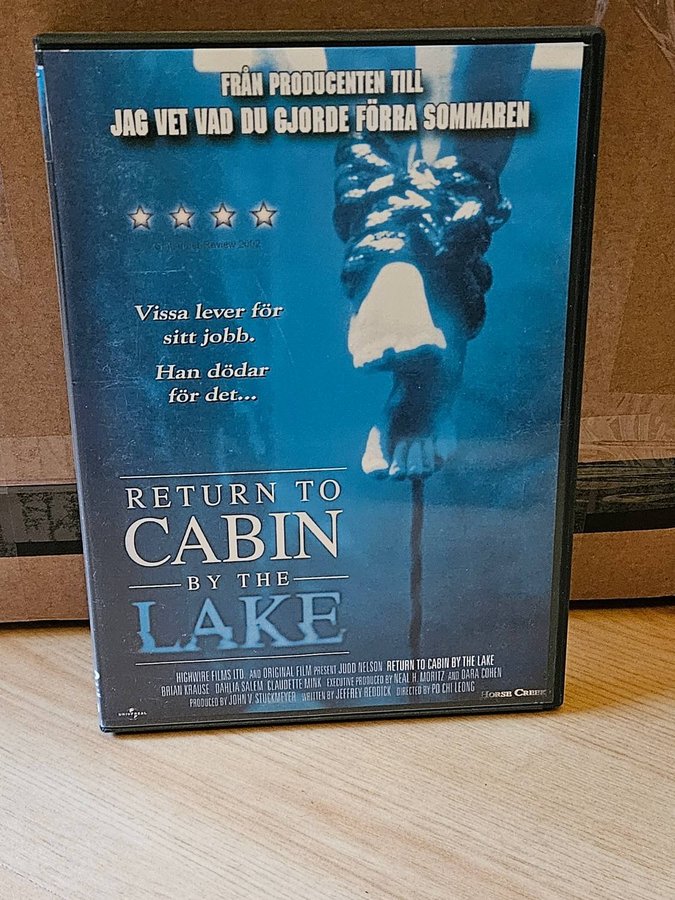 FRÅN PRODUCENTEN TILL
JAG VET VAD DU GJORDE FÖRRA SOMMAREN
Review 2002
Vissa lever för
sitt jobb.
Han dödar
för det...
RETURN TO
CABIN
BY THE
LAKE
HIGHWIRE FILMS LTD. AND ORIGINAL FILM PRESENT JUDD NELSON RETURN TO CABIN BY THE LAKE
BRIAN KRAUSE DAHLIA SALEM CLAUDETTE MINK EXECUTIVE PRODUCED BY NEAL H. MORITZ AND DARA COHEN
PRODUCED BY JOHN V. STUCKMEYER WRITTEN BY JEFFREY REDDICK DIRECTED BY PO CHI LEONG
UNIVERSAL
HORSE CREEK